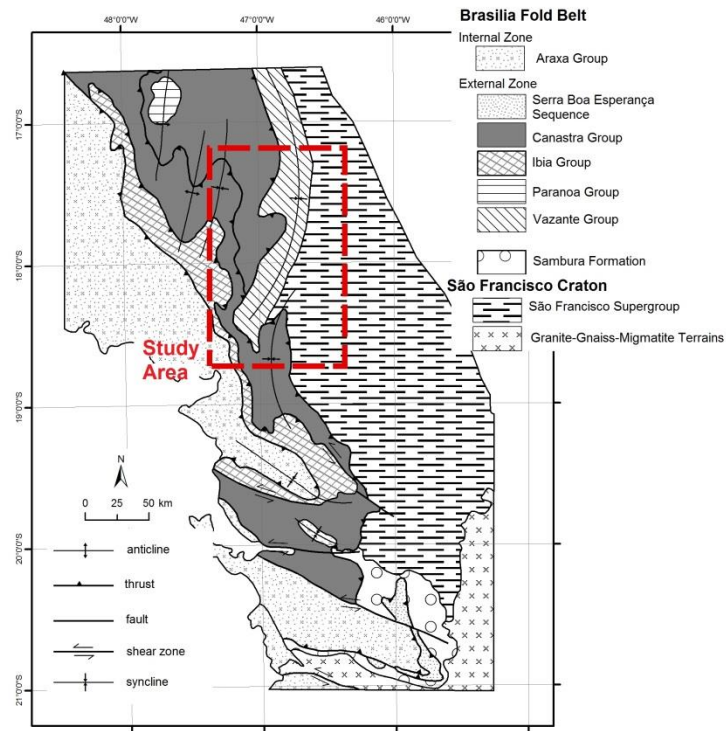 48°0'0"W
47°0'0"W
46°0'0"W
17°0'0"S
18°0'0"S
19°0'0"S
20°0'0"S
21°0'0"S
Study
Area
N
0 25 50 km
anticline
thrust
fault
shear zone
syncline
Brasilia Fold Belt
Internal Zone
Araxa Group
External Zone
Serra Boa Esperança
Sequence
Canastra Group
Ibia Group
Paranoa Group
Vazante Group
Sambura Formation
São Francisco Craton
São Francisco Supergroup
Granite-Gnaiss-Migmatite Terrains